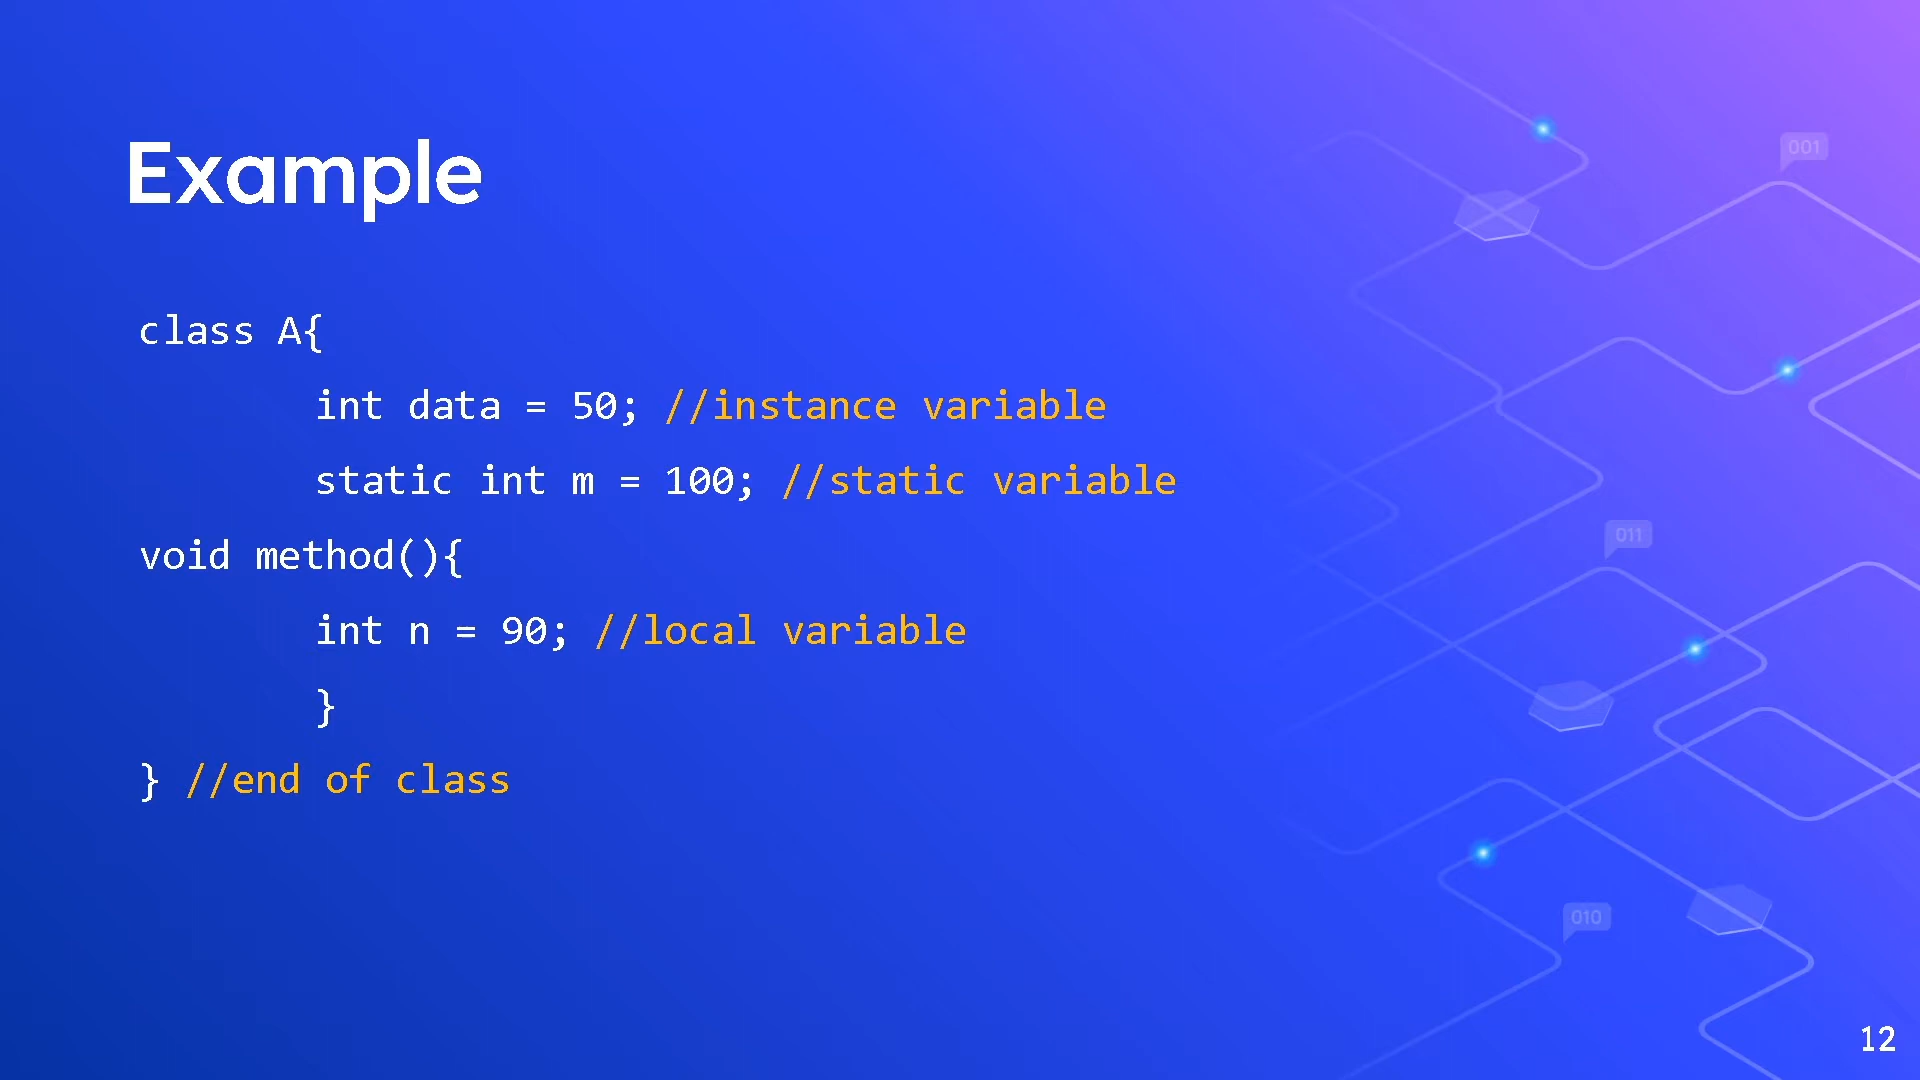 Example
class A{
int data = 50; //instance variable
static int m = 100; //static variable
void method(){
int n = 90; //local variable
}
} //end of class
001
011
010
12